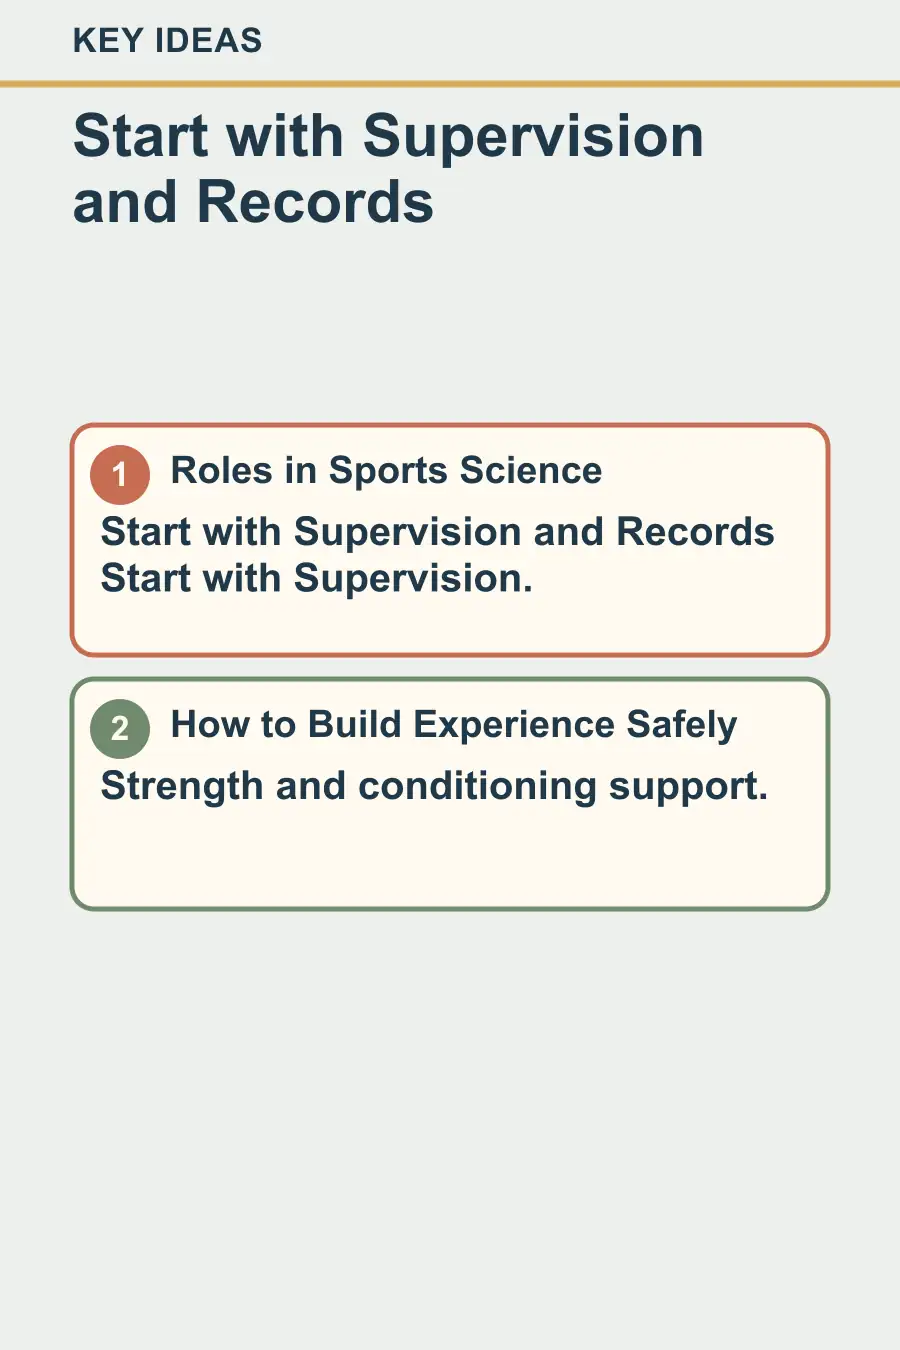 KEY IDEAS
Start with Supervision
and Records
1 Roles in Sports Science
Start with Supervision and Records
Start with Supervision.
2 How to Build Experience Safely
Strength and conditioning support.